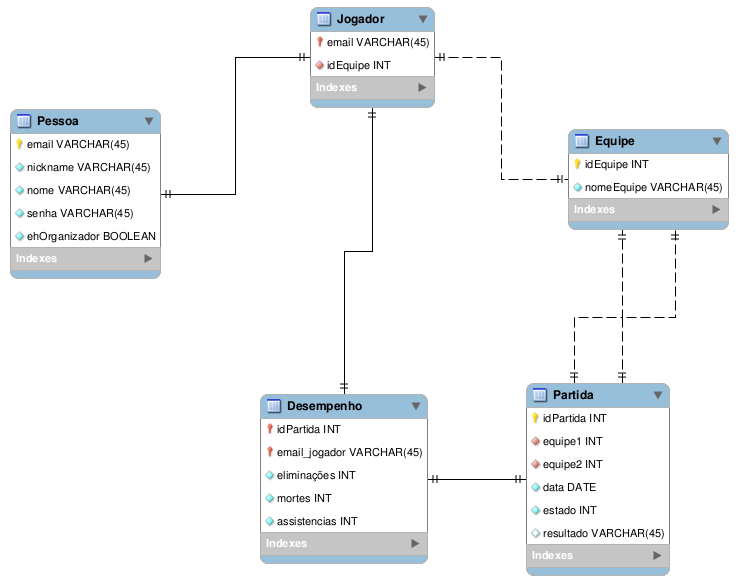 Jogador
email VARCHAR(45)
idEquipe INT
Indexes
Pessoa
email VARCHAR(45)
nickname VARCHAR(45)
nome VARCHAR(45)
senha VARCHAR(45)
ehOrganizador BOOLEAN
Indexes
Equipe
idEquipe INT
nomeEquipe VARCHAR(45)
Indexes
Desempenho
idPartida INT
email_jogador VARCHAR(45)
eliminações INT
mortes INT
assistencias INT
Indexes
Partida
idPartida INT
equipe1 INT
equipe2 INT
data DATE
estado INT
resultado VARCHAR(45)
Indexes